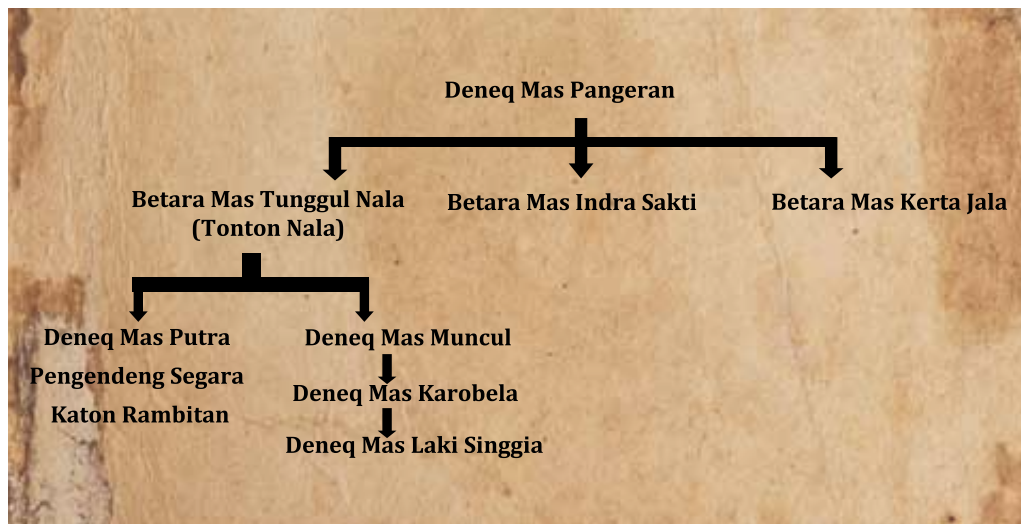 Deneq Mas Pangeran
Betara Mas Tunggul Nala
(Tonton Nala)
Betara Mas Indra Sakti
Betara Mas Kerta Jala
Deneq Mas Putra
Pengendeng Segara
Katon Rambitan
Deneq Mas Muncul
Deneq Mas Karobela
Deneq Mas Laki Singgia